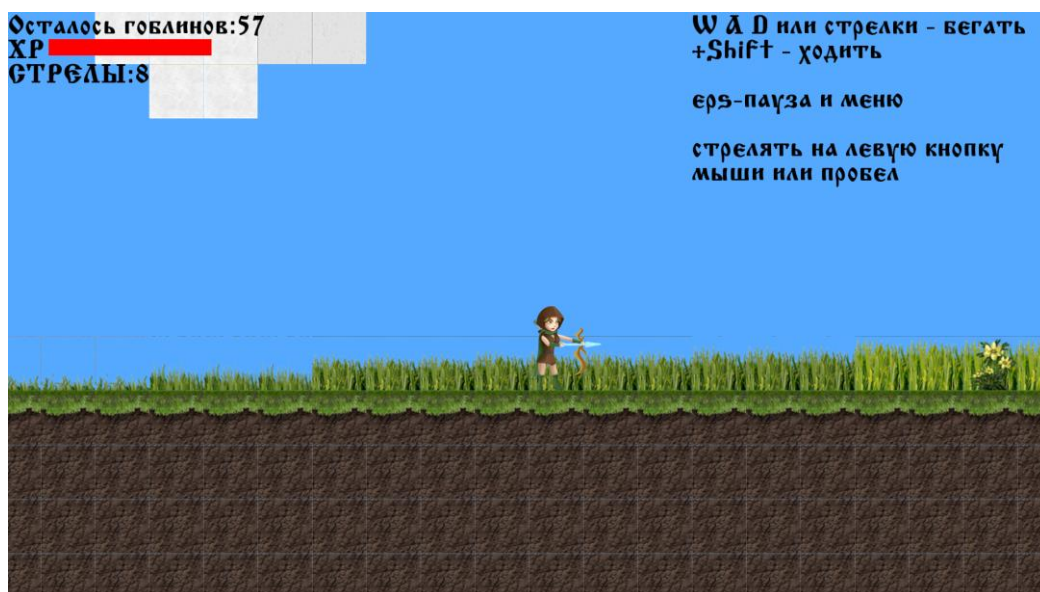 Осталось гоблинов:57
XP
СТРЕЛЫ:8
W A D или стрелки - бегать
+Shift - ходить
eps-пауза и меню
стрелять на левую кнопку
мыши или пробел